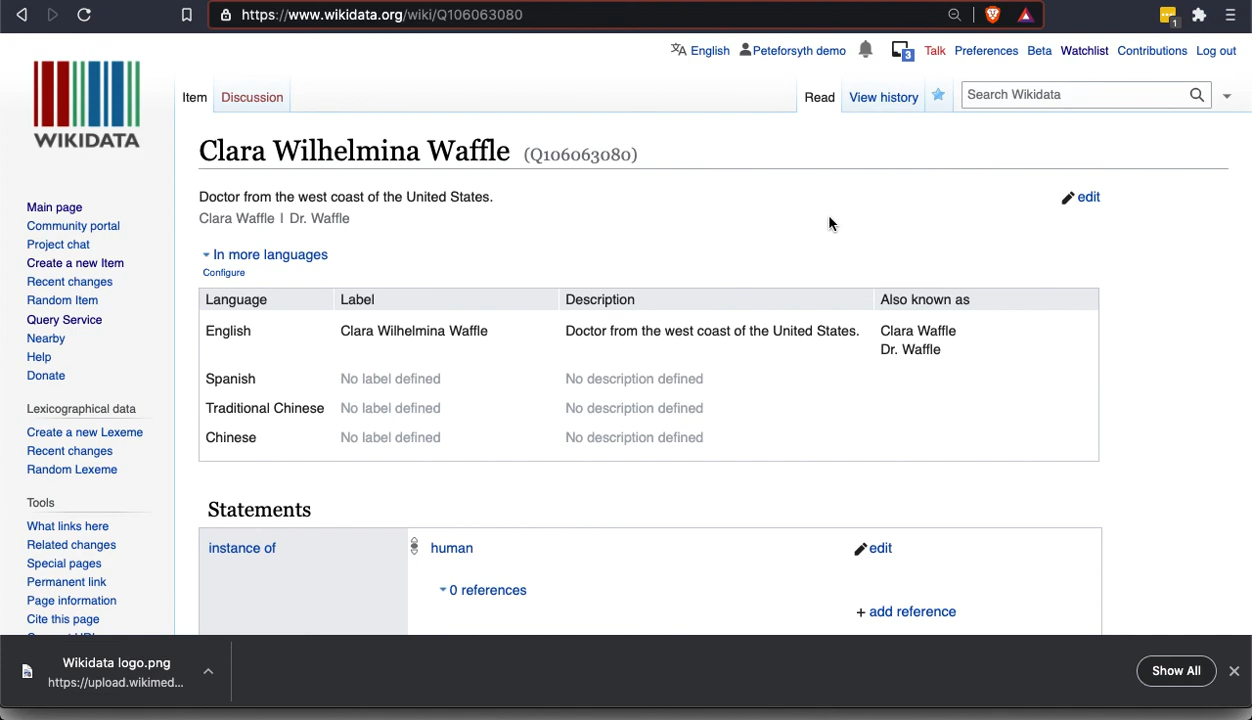 https://www.wikidata.org/wiki/Q106063080
1
English Peteforsyth demo 3 Talk Preferences Beta Watchlist Contributions Log out
WIKIDATA
Item Discussion Read View history Search Wikidata
Clara Wilhelmina Waffle (Q106063080)
Doctor from the west coast of the United States. edit
Clara Waffle | Dr. Waffle
In more languages
Configure
Language Label Description Also known as
English Clara Wilhelmina Waffle Doctor from the west coast of the United States. Clara Waffle
Dr. Waffle
Spanish No label defined No description defined
Traditional Chinese No label defined No description defined
Chinese No label defined No description defined
Statements
instance of human edit
0 references
+ add reference
Main page
Community portal
Project chat
Create a new Item
Recent changes
Random Item
Query Service
Nearby
Help
Donate
Lexicographical data
Create a new Lexeme
Recent changes
Random Lexeme
Tools
What links here
Related changes
Special pages
Permanent link
Page information
Cite this page
Wikidata logo.png
https://upload.wikimed...
Show All